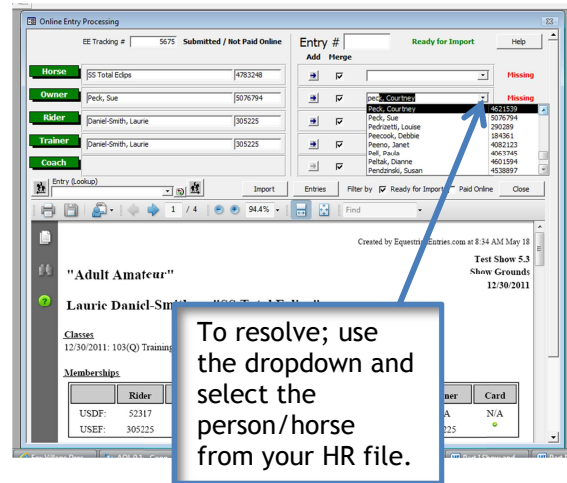 Online Entry Processing
EE Tracking # 5675 Submitted / Not Paid Online Entry # Ready for Import Help
Add Merge
Horse SS Total Edips 4783248 Missing
Owner Peck, Sue 5076794 peck, Courtney Missing
Peck, Courtney 4621539
Rider Daniel-Smith, Laurie 305225 Peck, Sue 5076794
Pedrizetti, Louise 290289
Peecook, Debbie 184361
Trainer Daniel-Smith, Laurie 305225 Peeno, Janet 4082123
Pell, Paula 4063745
Coach Peltak, Dianne 4601594
Pendzinski, Susan 4538897
Entry (Lookup) Import Entries Filter by Ready for Import Paid Online Close
1 / 4 94.4% Find
Created by EquestrianEntries.com at 8:34 AM May 18
"Adult Amateur" Test Show 5.3
Show Grounds
12/30/2011
Laurie Daniel-Smith
Classes
12/30/2011: 103(Q) Training
Memberships
Rider Card
USDF: 52317 N/A
USEF: 305225
To resolve; use
the dropdown and
select the
person/horse
from your HR file.